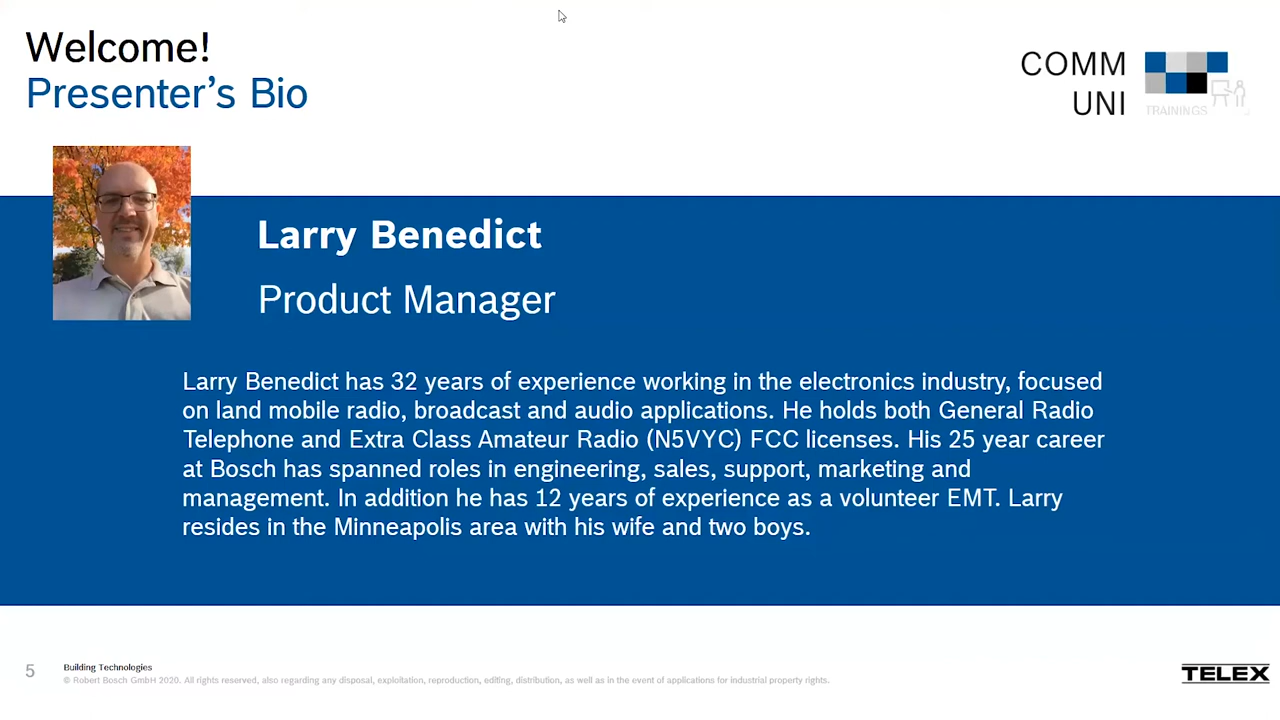 Welcome!
Presenter's Bio
COMM
UNI
TRAININGS
Larry Benedict
Product Manager
Larry Benedict has 32 years of experience working in the electronics industry, focused
on land mobile radio, broadcast and audio applications. He holds both General Radio
Telephone and Extra Class Amateur Radio (N5VYC) FCC licenses. His 25 year career
at Bosch has spanned roles in engineering, sales, support, marketing and
management. In addition he has 12 years of experience as a volunteer EMT. Larry
resides in the Minneapolis area with his wife and two boys.
5
Building Technologies
© Robert Bosch GmbH 2020. All rights reserved, also regarding any disposal, exploitation, reproduction, editing, distribution, as well as in the event of applications for industrial property rights.
TELEX